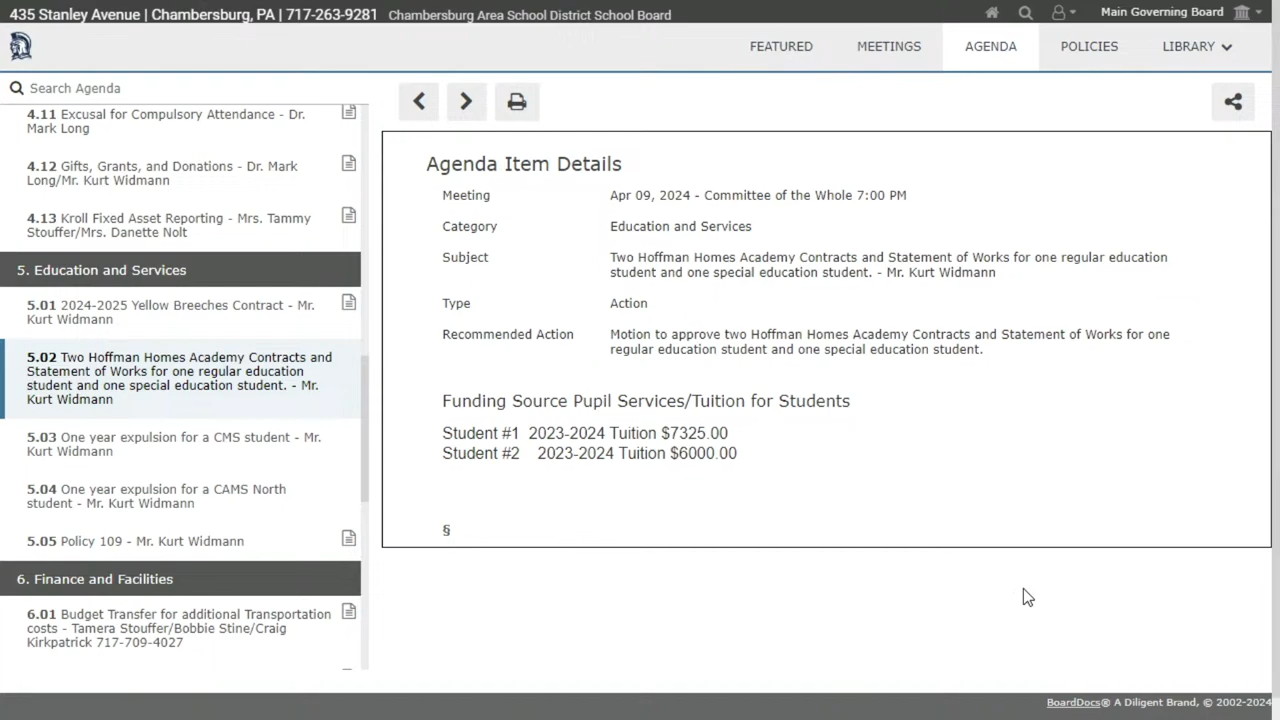 435 Stanley Avenue | Chambersburg, PA | 717-263-9281 Chambersburg Area School District School Board
Main Governing Board
FEATURED
MEETINGS
AGENDA
POLICIES
LIBRARY
Search Agenda
4.11 Excusal for Compulsory Attendance - Dr.
Mark Long
4.12 Gifts, Grants, and Donations - Dr. Mark
Long/Mr. Kurt Widmann
4.13 Kroll Fixed Asset Reporting - Mrs. Tammy
Stouffer/Mrs. Danette Nolt
5. Education and Services
5.01 2024-2025 Yellow Breeches Contract - Mr.
Kurt Widmann
5.02 Two Hoffman Homes Academy Contracts and
Statement of Works for one regular education
student and one special education student. - Mr.
Kurt Widmann
5.03 One year expulsion for a CMS student - Mr.
Kurt Widmann
5.04 One year expulsion for a CAMS North
student - Mr. Kurt Widmann
5.05 Policy 109 - Mr. Kurt Widmann
6. Finance and Facilities
6.01 Budget Transfer for additional Transportation
costs - Tamera Stouffer/Bobbie Stine/Craig
Kirkpatrick 717-709-4027
Agenda Item Details
Meeting Apr 09, 2024 - Committee of the Whole 7:00 PM
Category Education and Services
Subject Two Hoffman Homes Academy Contracts and Statement of Works for one regular education
student and one special education student. - Mr. Kurt Widmann
Type Action
Recommended Action Motion to approve two Hoffman Homes Academy Contracts and Statement of Works for one
regular education student and one special education student.
Funding Source Pupil Services/Tuition for Students
Student #1 2023-2024 Tuition $7325.00
Student #2 2023-2024 Tuition $6000.00
§
BoardDocs® A Diligent Brand, © 2002-2024